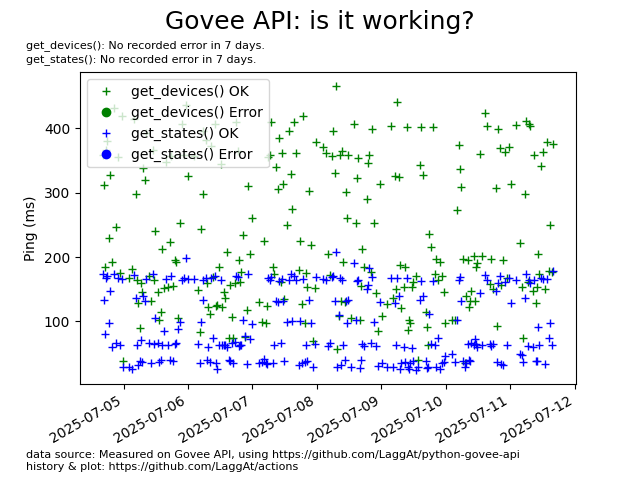 Govee API: is it working?
get_devices(): No recorded error in 7 days.
get_states(): No recorded error in 7 days.
get_devices() OK
get_devices() Error
get_states() OK
get_states() Error
Ping (ms)
400
300
200
100
2025-07-05
2025-07-06
2025-07-07
2025-07-08
2025-07-09
2025-07-10
2025-07-11
2025-07-12
data source: Measured on Govee API, using https://github.com/LaggAt/python-govee-api
history & plot: https://github.com/LaggAt/actions